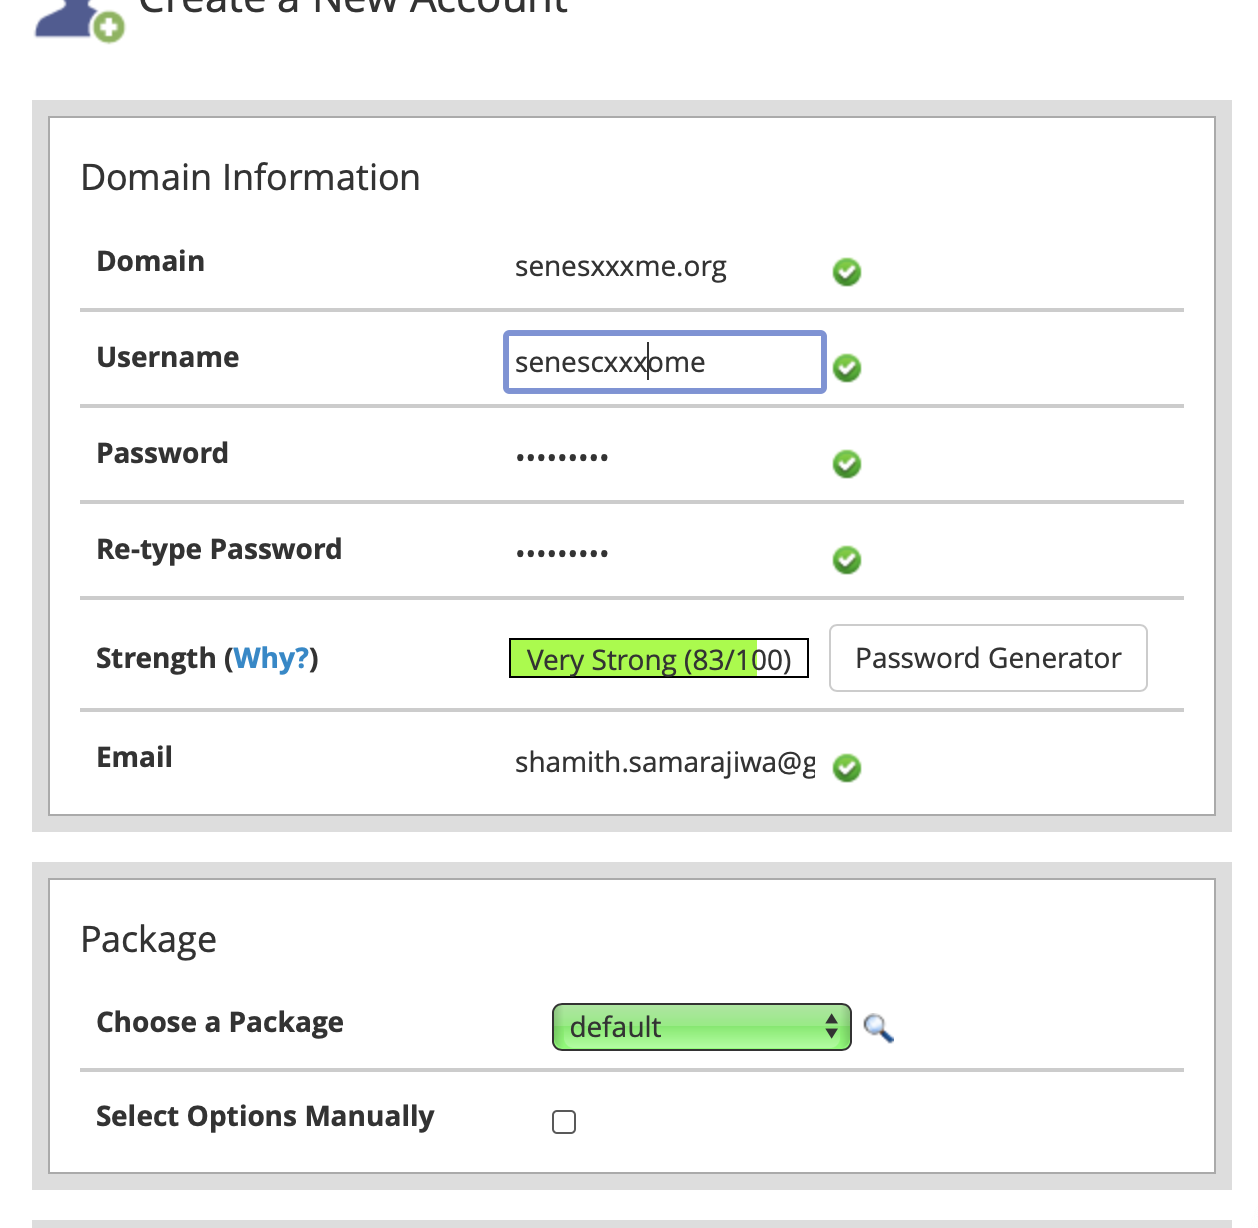 Create a New Account
Domain Information
Domain senesxxxme.org
Username senescxxxome
Password •••••••••
Re-type Password •••••••••
Strength (Why?) Very Strong (83/100) Password Generator
Email shamith.samarajiwa@g
Package
Choose a Package default
Select Options Manually